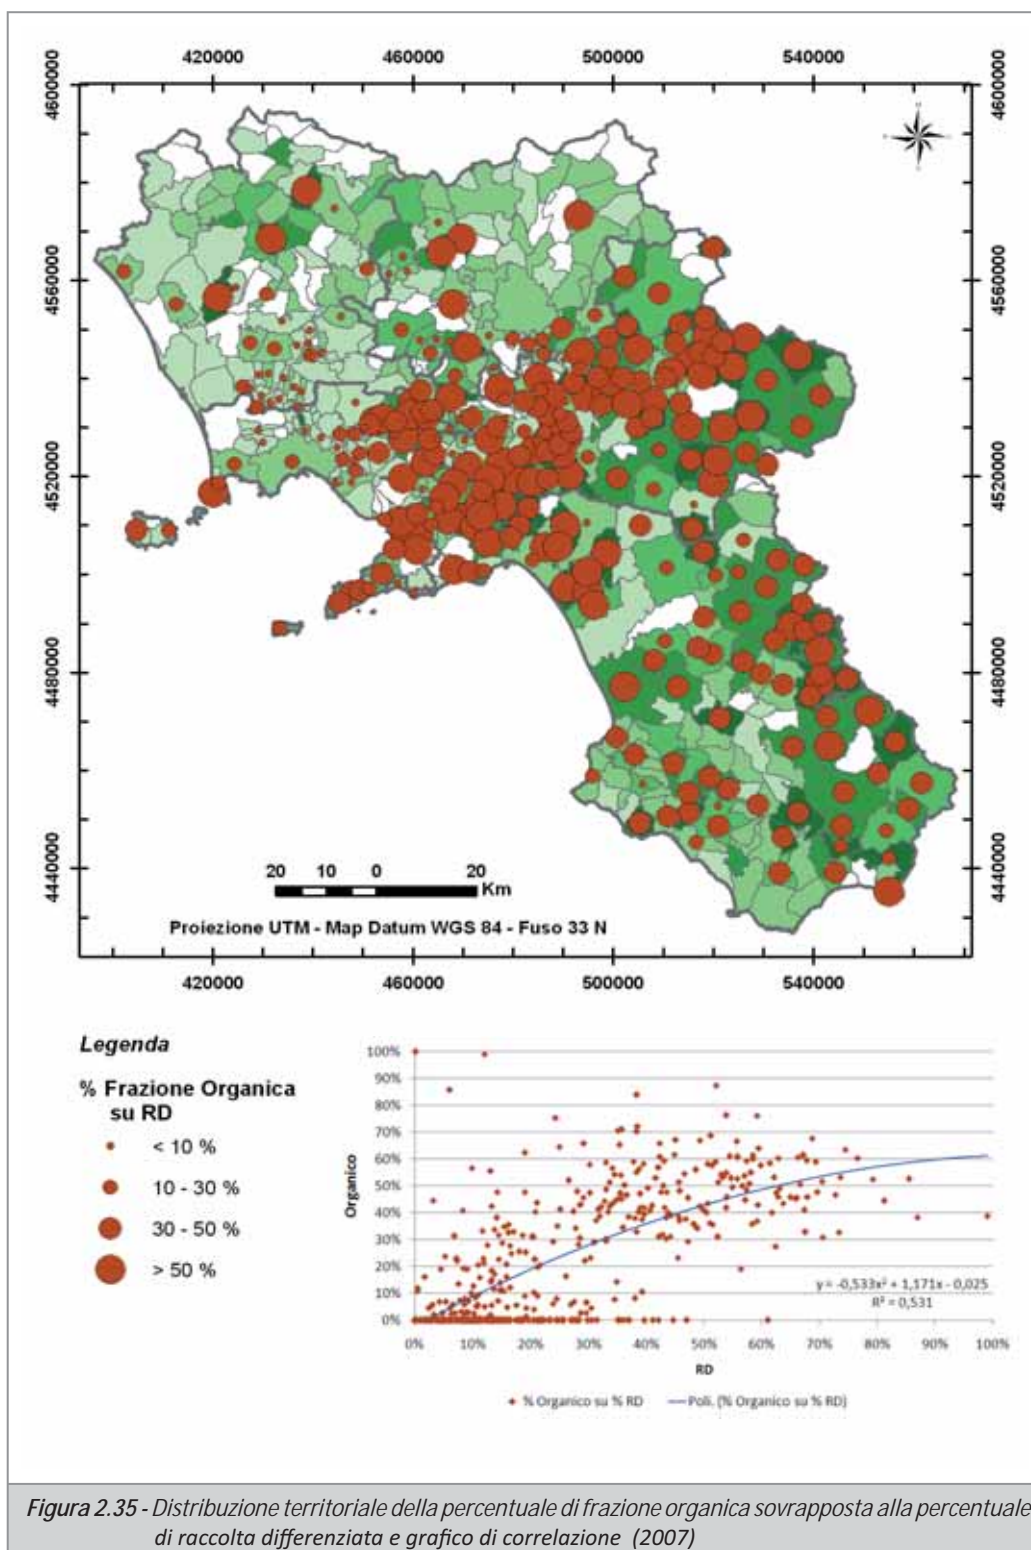 420000 460000 500000 540000
4600000 4600000
4560000 4560000
4520000 4520000
4480000 4480000
4440000 4440000
20 10 0 20
Km
Proiezione UTM - Map Datum WGS 84 - Fuso 33 N
420000 460000 500000 540000
Legenda
% Frazione Organica
su RD
< 10 %
10 - 30 %
30 - 50 %
> 50 %
100%
90%
80%
70%
60%
50%
40%
30%
20%
10%
0%
Organico
y = -0,533x² + 1,171x - 0,025
R² = 0,531
0% 10% 20% 30% 40% 50% 60% 70% 80% 90% 100%
RD
% Organico su % RD Poli. (% Organico su % RD)
Figura 2.35 - Distribuzione territoriale della percentuale di frazione organica sovrapposta alla percentuale
di raccolta differenziata e grafico di correlazione (2007)